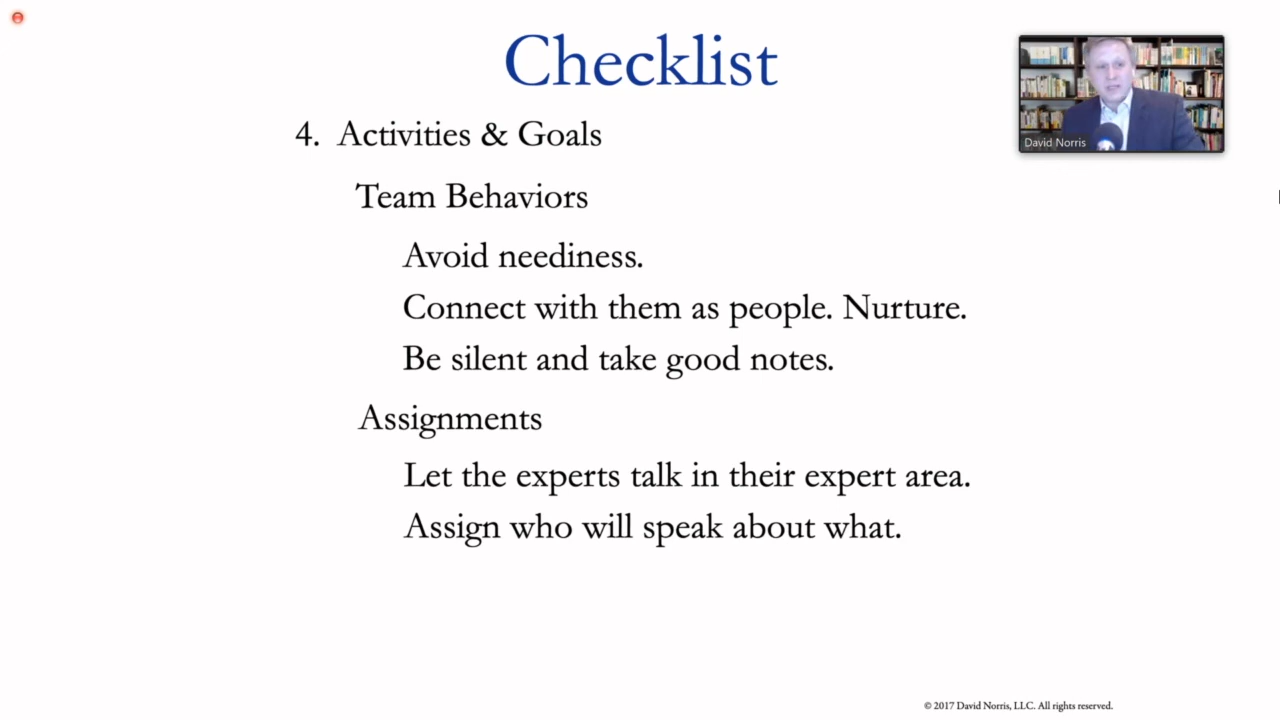 Checklist
David Norris
4. Activities & Goals
Team Behaviors
Avoid neediness.
Connect with them as people. Nurture.
Be silent and take good notes.
Assignments
Let the experts talk in their expert area.
Assign who will speak about what.
© 2017 David Norris, LLC. All rights reserved.